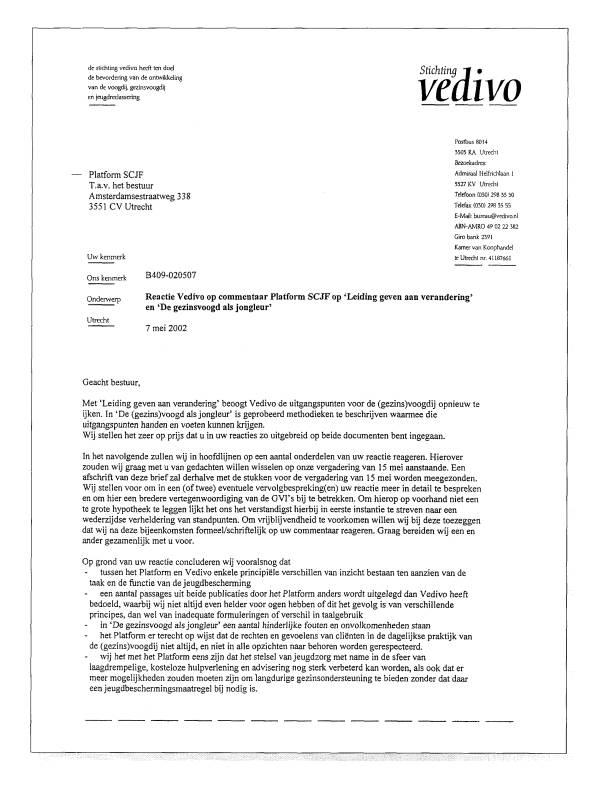 de stichting vedivo heeft ten doel
de bevordering van de ontwikkeling
van de voogdij, gezinsvoogdij
en jeugdreclassering
Stichting
vedivo
Postbus 8014
3503 RA Utrecht
Bezoekadres:
Admiraal Helfrichlaan 1
3527 KV Utrecht
Telefoon (030) 298 35 50
Telefax (030) 298 35 55
E-Mail: bureau@vedivo.nl
ABN-AMRO 49 02 22 382
Giro bank 2391
Kamer van Koophandel
te Utrecht nr. 41187661
Platform SCJF
T.a.v. het bestuur
Amsterdamsestraatweg 338
3551 CV Utrecht
Uw kenmerk
Ons kenmerk B409-020507
Onderwerp Reactie Vedivo op commentaar Platform SCJF op ‘Leiding geven aan verandering’
en ‘De gezinsvoogd als jongleur’
Utrecht
7 mei 2002
Geacht bestuur,
Met ‘Leiding geven aan verandering’ beoogt Vedivo de uitgangspunten voor de (gezins)voogdij opnieuw te
ijken. In ‘De (gezins)voogd als jongleur’ is geprobeerd methodieken te beschrijven waarmee die
uitgangspunten handen en voeten kunnen krijgen.
Wij stellen het zeer op prijs dat u in uw reacties zo uitgebreid op beide documenten bent ingegaan.
In het navolgende zullen wij in hoofdlijnen op een aantal onderdelen van uw reactie reageren. Hierover
zouden wij graag met u van gedachten willen wisselen op onze vergadering van 15 mei aanstaande. Een
afschrift van deze brief zal derhalve met de stukken voor de vergadering van 15 mei worden meegezonden.
Wij stellen voor om in een (of twee) eventuele vervolgbespreking(en) uw reactie meer in detail te bespreken
en om hier een bredere vertegenwoordiging van de GVI’s bij te betrekken. Om hierop op voorhand niet een
te grote hypotheek te leggen lijkt het ons het verstandigst hierbij in eerste instantie te streven naar een
wederzijdse verheldering van standpunten. Om vrijblijvendheid te voorkomen willen wij bij deze toezeggen
dat wij na deze bijeenkomsten formeel/schriftelijk op uw commentaar reageren. Graag bereiden wij een en
ander gezamenlijk met u voor.
Op grond van uw reactie concluderen wij vooralsnog dat
- tussen het Platform en Vedivo enkele principiële verschillen van inzicht bestaan ten aanzien van de
taak en de functie van de jeugdbescherming
- een aantal passages uit beide publicaties door het Platform anders wordt uitgelegd dan Vedivo heeft
bedoeld, waarbij wij niet altijd even helder voor ogen hebben of dit het gevolg is van verschillende
principes, dan wel van inadequate formuleringen of verschil in taalgebruik
- in ‘De gezinsvoogd als jongleur’ een aantal hinderlijke fouten en onvolkomenheden staan
- het Platform er terecht op wijst dat de rechten en gevoelens van cliënten in de dagelijkse praktijk van
de (gezins)voogdij niet altijd, en niet in alle opzichten naar behoren worden gerespecteerd.
- wij het met het Platform eens zijn dat het stelsel van jeugdzorg met name in de sfeer van
laagdrempelige, kosteloze hulpverlening en advisering nog sterk verbeterd kan worden, als ook dat er
meer mogelijkheden zouden moeten zijn om langdurige gezinsondersteuning te bieden zonder dat daar
een jeugdbeschermingsmaatregel bij nodig is.